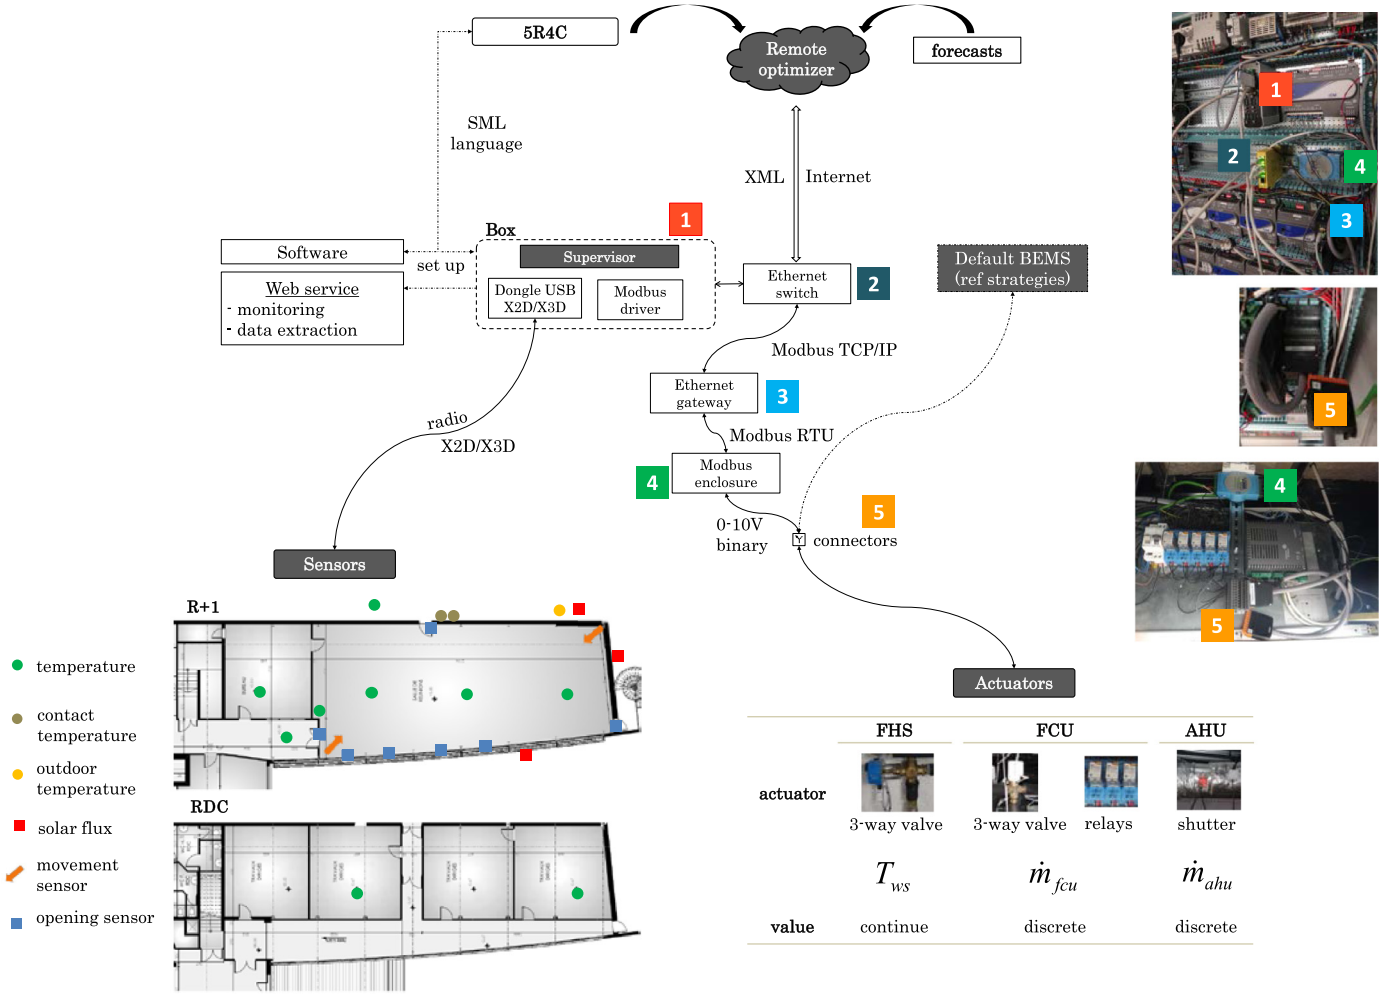 5R4C
Remote
optimizer
forecasts
SML
language
XML
Internet
1
2
4
3
Box
1
Software
set up
Supervisor
Dongle USB
X2D/X3D
Modbus
driver
Ethernet
switch
2
Default BEMS
(ref strategies)
Web service
- monitoring
- data extraction
Modbus TCP/IP
Ethernet
gateway
3
5
radio
X2D/X3D
Modbus RTU
Modbus
enclosure
4
4
0-10V
binary
5
Y
connectors
Sensors
5
R+1
temperature
contact
temperature
outdoor
temperature
solar flux
movement
sensor
opening sensor
RDC
Actuators
FHS
FCU
AHU
actuator
3-way valve
3-way valve
relays
shutter
T_ws
ṁ_fcu
ṁ_ahu
value
continue
discrete
discrete